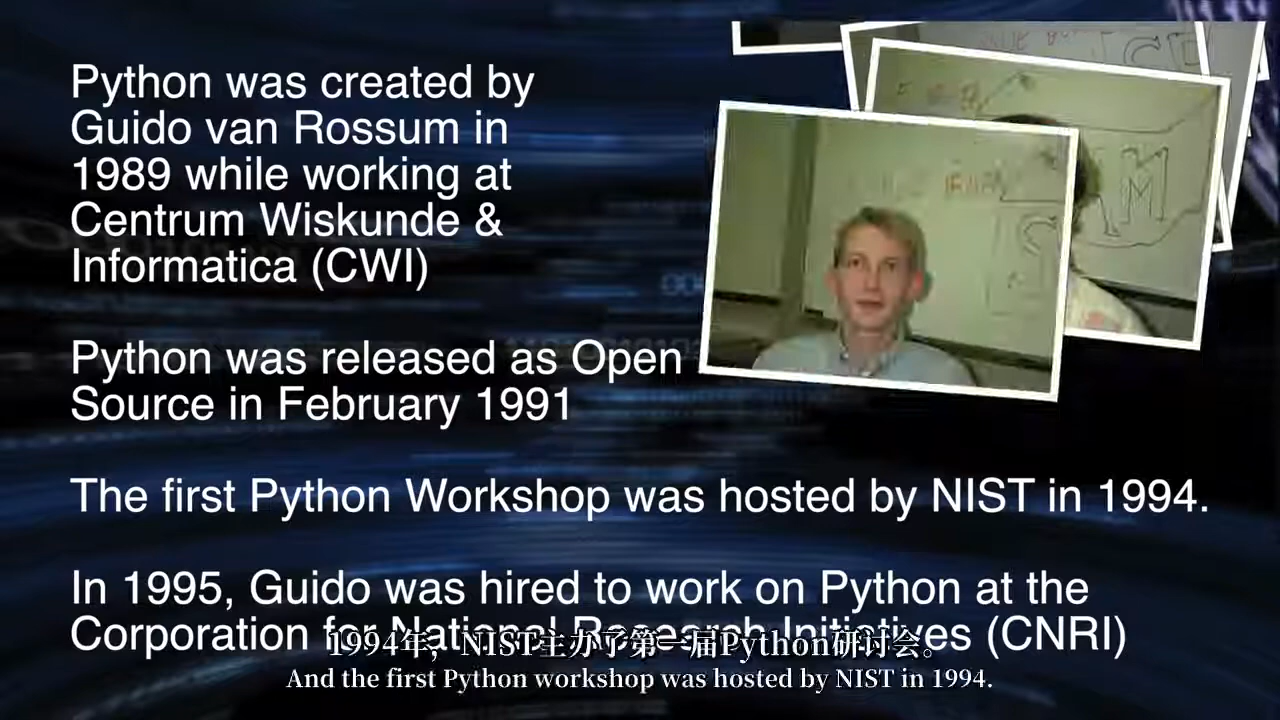 Python was created by
Guido van Rossum in
1989 while working at
Centrum Wiskunde &
Informatica (CWI)
Python was released as Open
Source in February 1991
The first Python Workshop was hosted by NIST in 1994.
In 1995, Guido was hired to work on Python at the
Corporation for National Research Initiatives (CNRI)
1994年，NIST主办了第一届Python研讨会。
And the first Python workshop was hosted by NIST in 1994.